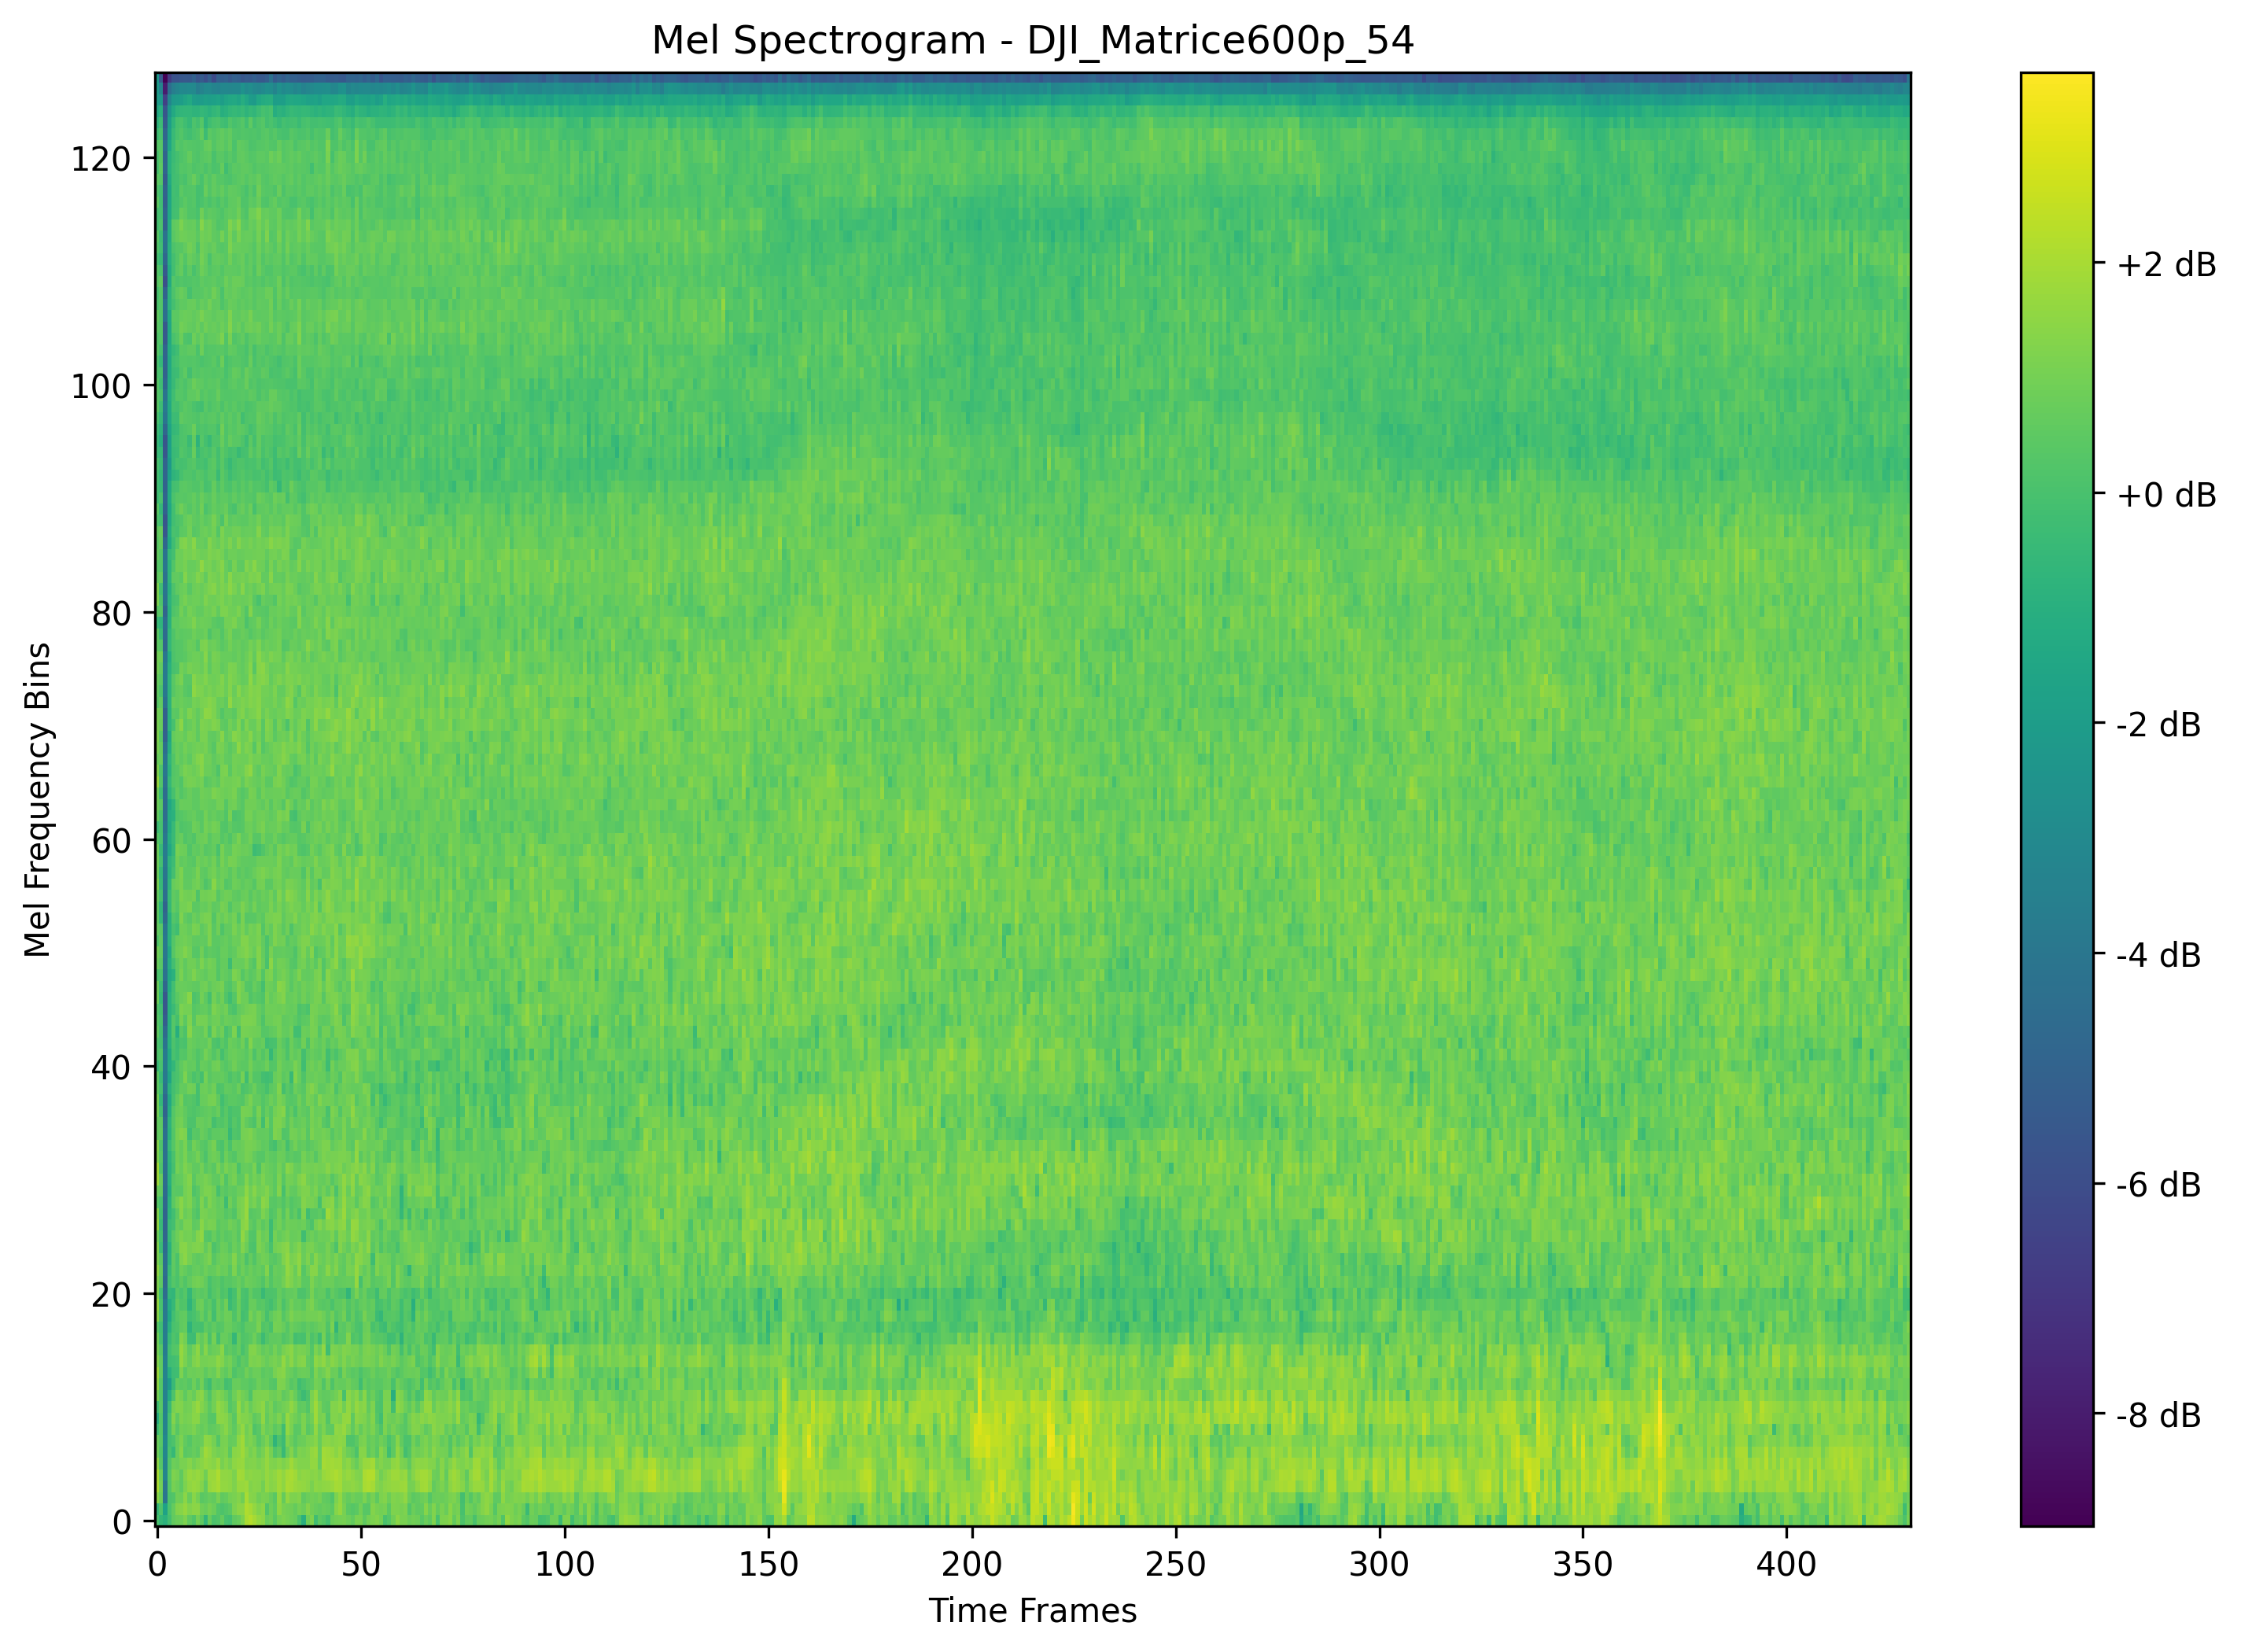 Mel Spectrogram - DJI_Matrice600p_54
120
100
80
60
40
20
0
Mel Frequency Bins
0 50 100 150 200 250 300 350 400
Time Frames
+2 dB
+0 dB
-2 dB
-4 dB
-6 dB
-8 dB